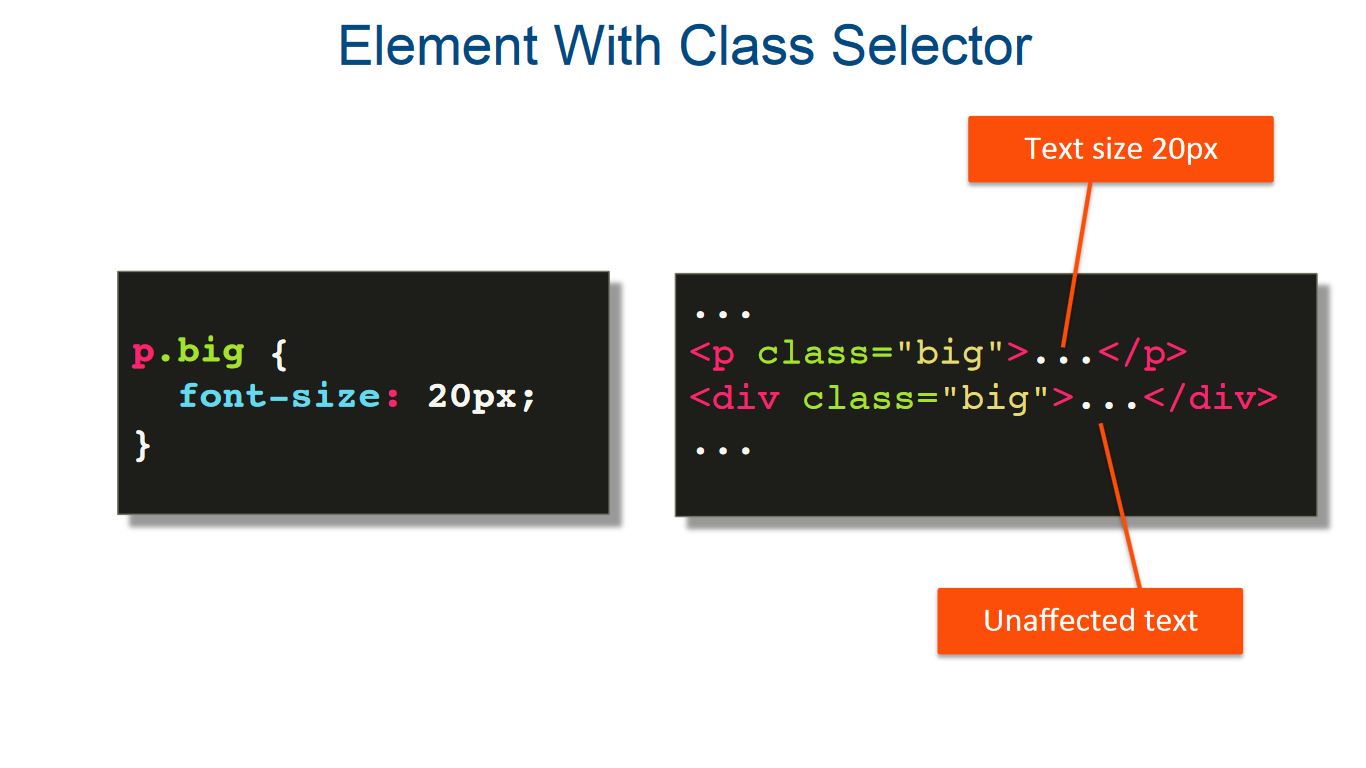 Element With Class Selector
Text size 20px
p.big {
  font-size: 20px;
}
...
<p class="big">...</p>
<div class="big">...</div>
...
Unaffected text